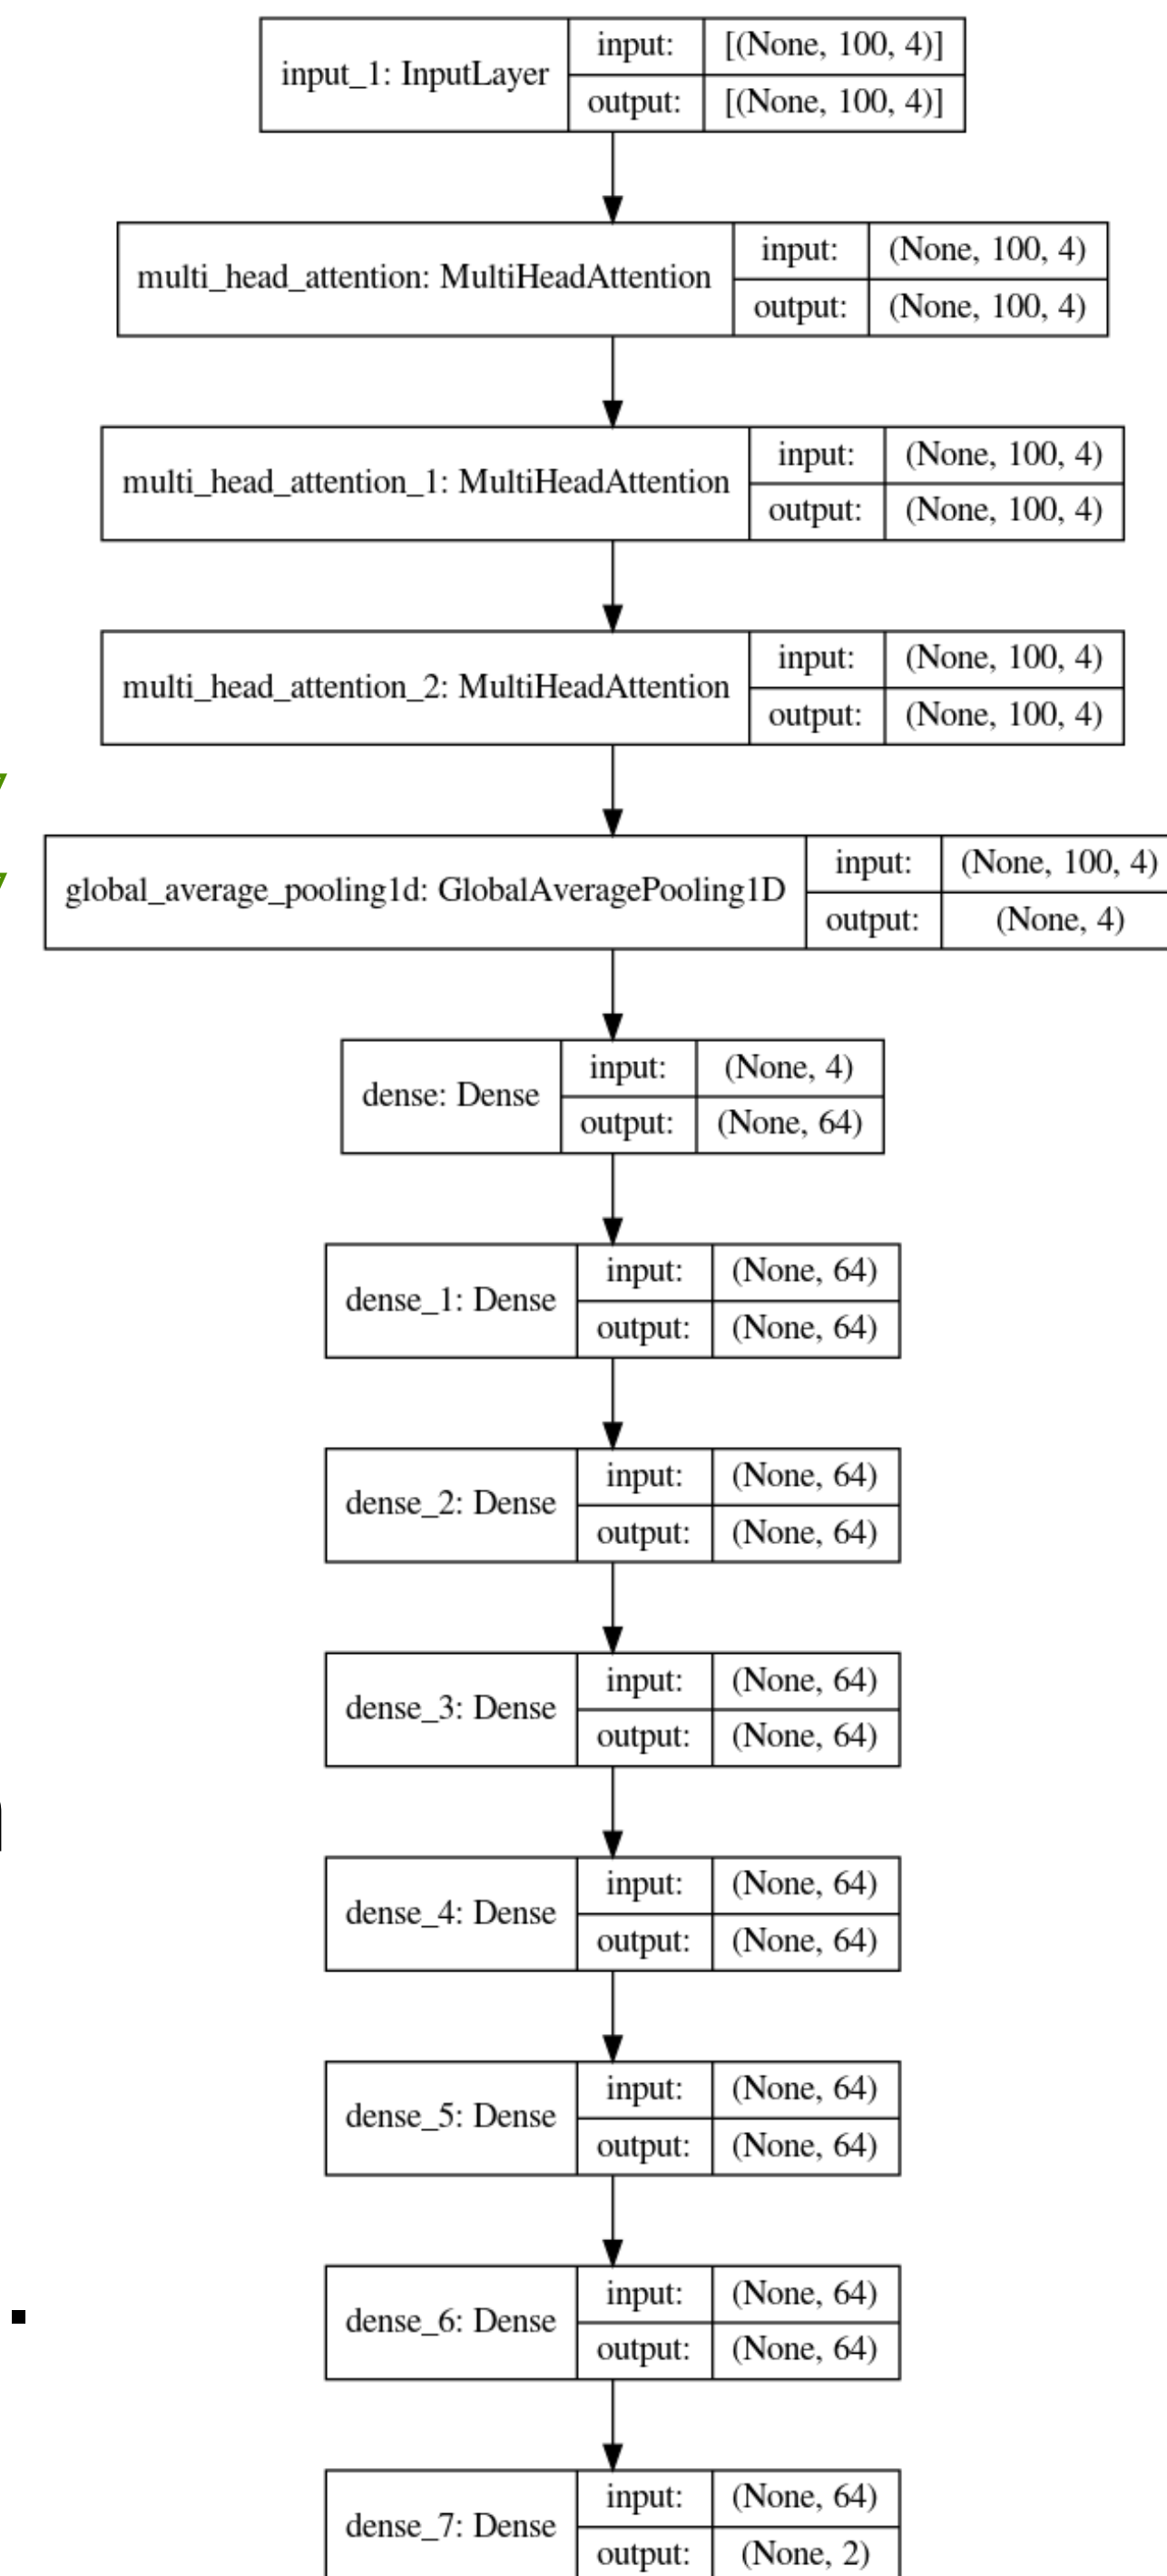 input_1: InputLayer
input: [(None, 100, 4)]
output: [(None, 100, 4)]
multi_head_attention: MultiHeadAttention
input: (None, 100, 4)
output: (None, 100, 4)
multi_head_attention_1: MultiHeadAttention
input: (None, 100, 4)
output: (None, 100, 4)
multi_head_attention_2: MultiHeadAttention
input: (None, 100, 4)
output: (None, 100, 4)
global_average_pooling1d: GlobalAveragePooling1D
input: (None, 100, 4)
output: (None, 4)
dense: Dense
input: (None, 4)
output: (None, 64)
dense_1: Dense
input: (None, 64)
output: (None, 64)
dense_2: Dense
input: (None, 64)
output: (None, 64)
dense_3: Dense
input: (None, 64)
output: (None, 64)
dense_4: Dense
input: (None, 64)
output: (None, 64)
dense_5: Dense
input: (None, 64)
output: (None, 64)
dense_6: Dense
input: (None, 64)
output: (None, 64)
dense_7: Dense
input: (None, 64)
output: (None, 2)